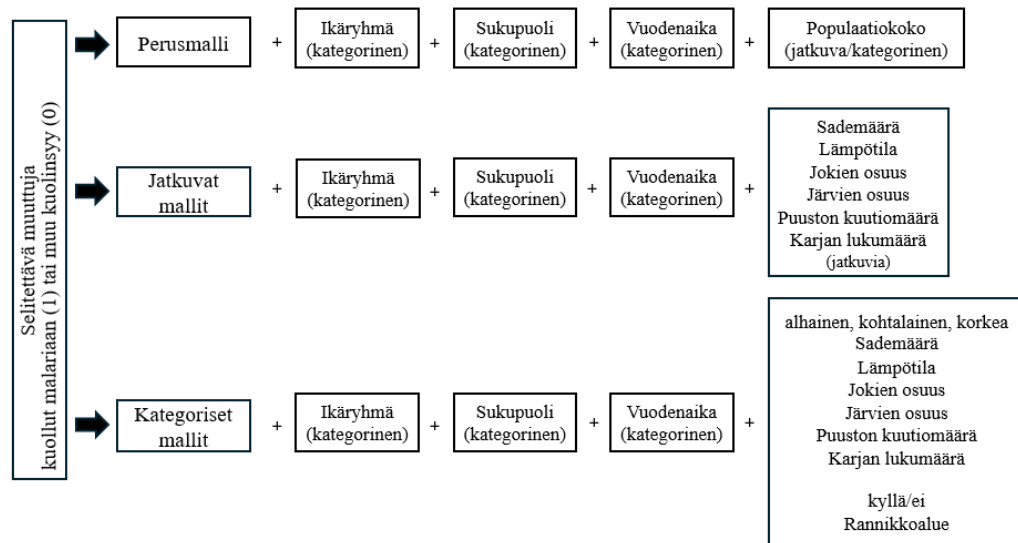 Selitettävä muuttuja
kuollut malariaan (1) tai muu kuolinsyy (0)
Perusmalli
+
Ikäryhmä
(kategorinen)
+
Sukupuoli
(kategorinen)
+
Vuodenaika
(kategorinen)
+
Populaatiokoko
(jatkuva/kategorinen)
Jatkuvat
mallit
+
Ikäryhmä
(kategorinen)
+
Sukupuoli
(kategorinen)
+
Vuodenaika
(kategorinen)
+
Sademäärä
Lämpötila
Jokien osuus
Järvien osuus
Puuston kuutiomäärä
Karjan lukumäärä
(jatkuvia)
Kategoriset
mallit
+
Ikäryhmä
(kategorinen)
+
Sukupuoli
(kategorinen)
+
Vuodenaika
(kategorinen)
+
alhainen, kohtalainen, korkea
Sademäärä
Lämpötila
Jokien osuus
Järvien osuus
Puuston kuutiomäärä
Karjan lukumäärä
kyllä/ei
Rannikkoalue